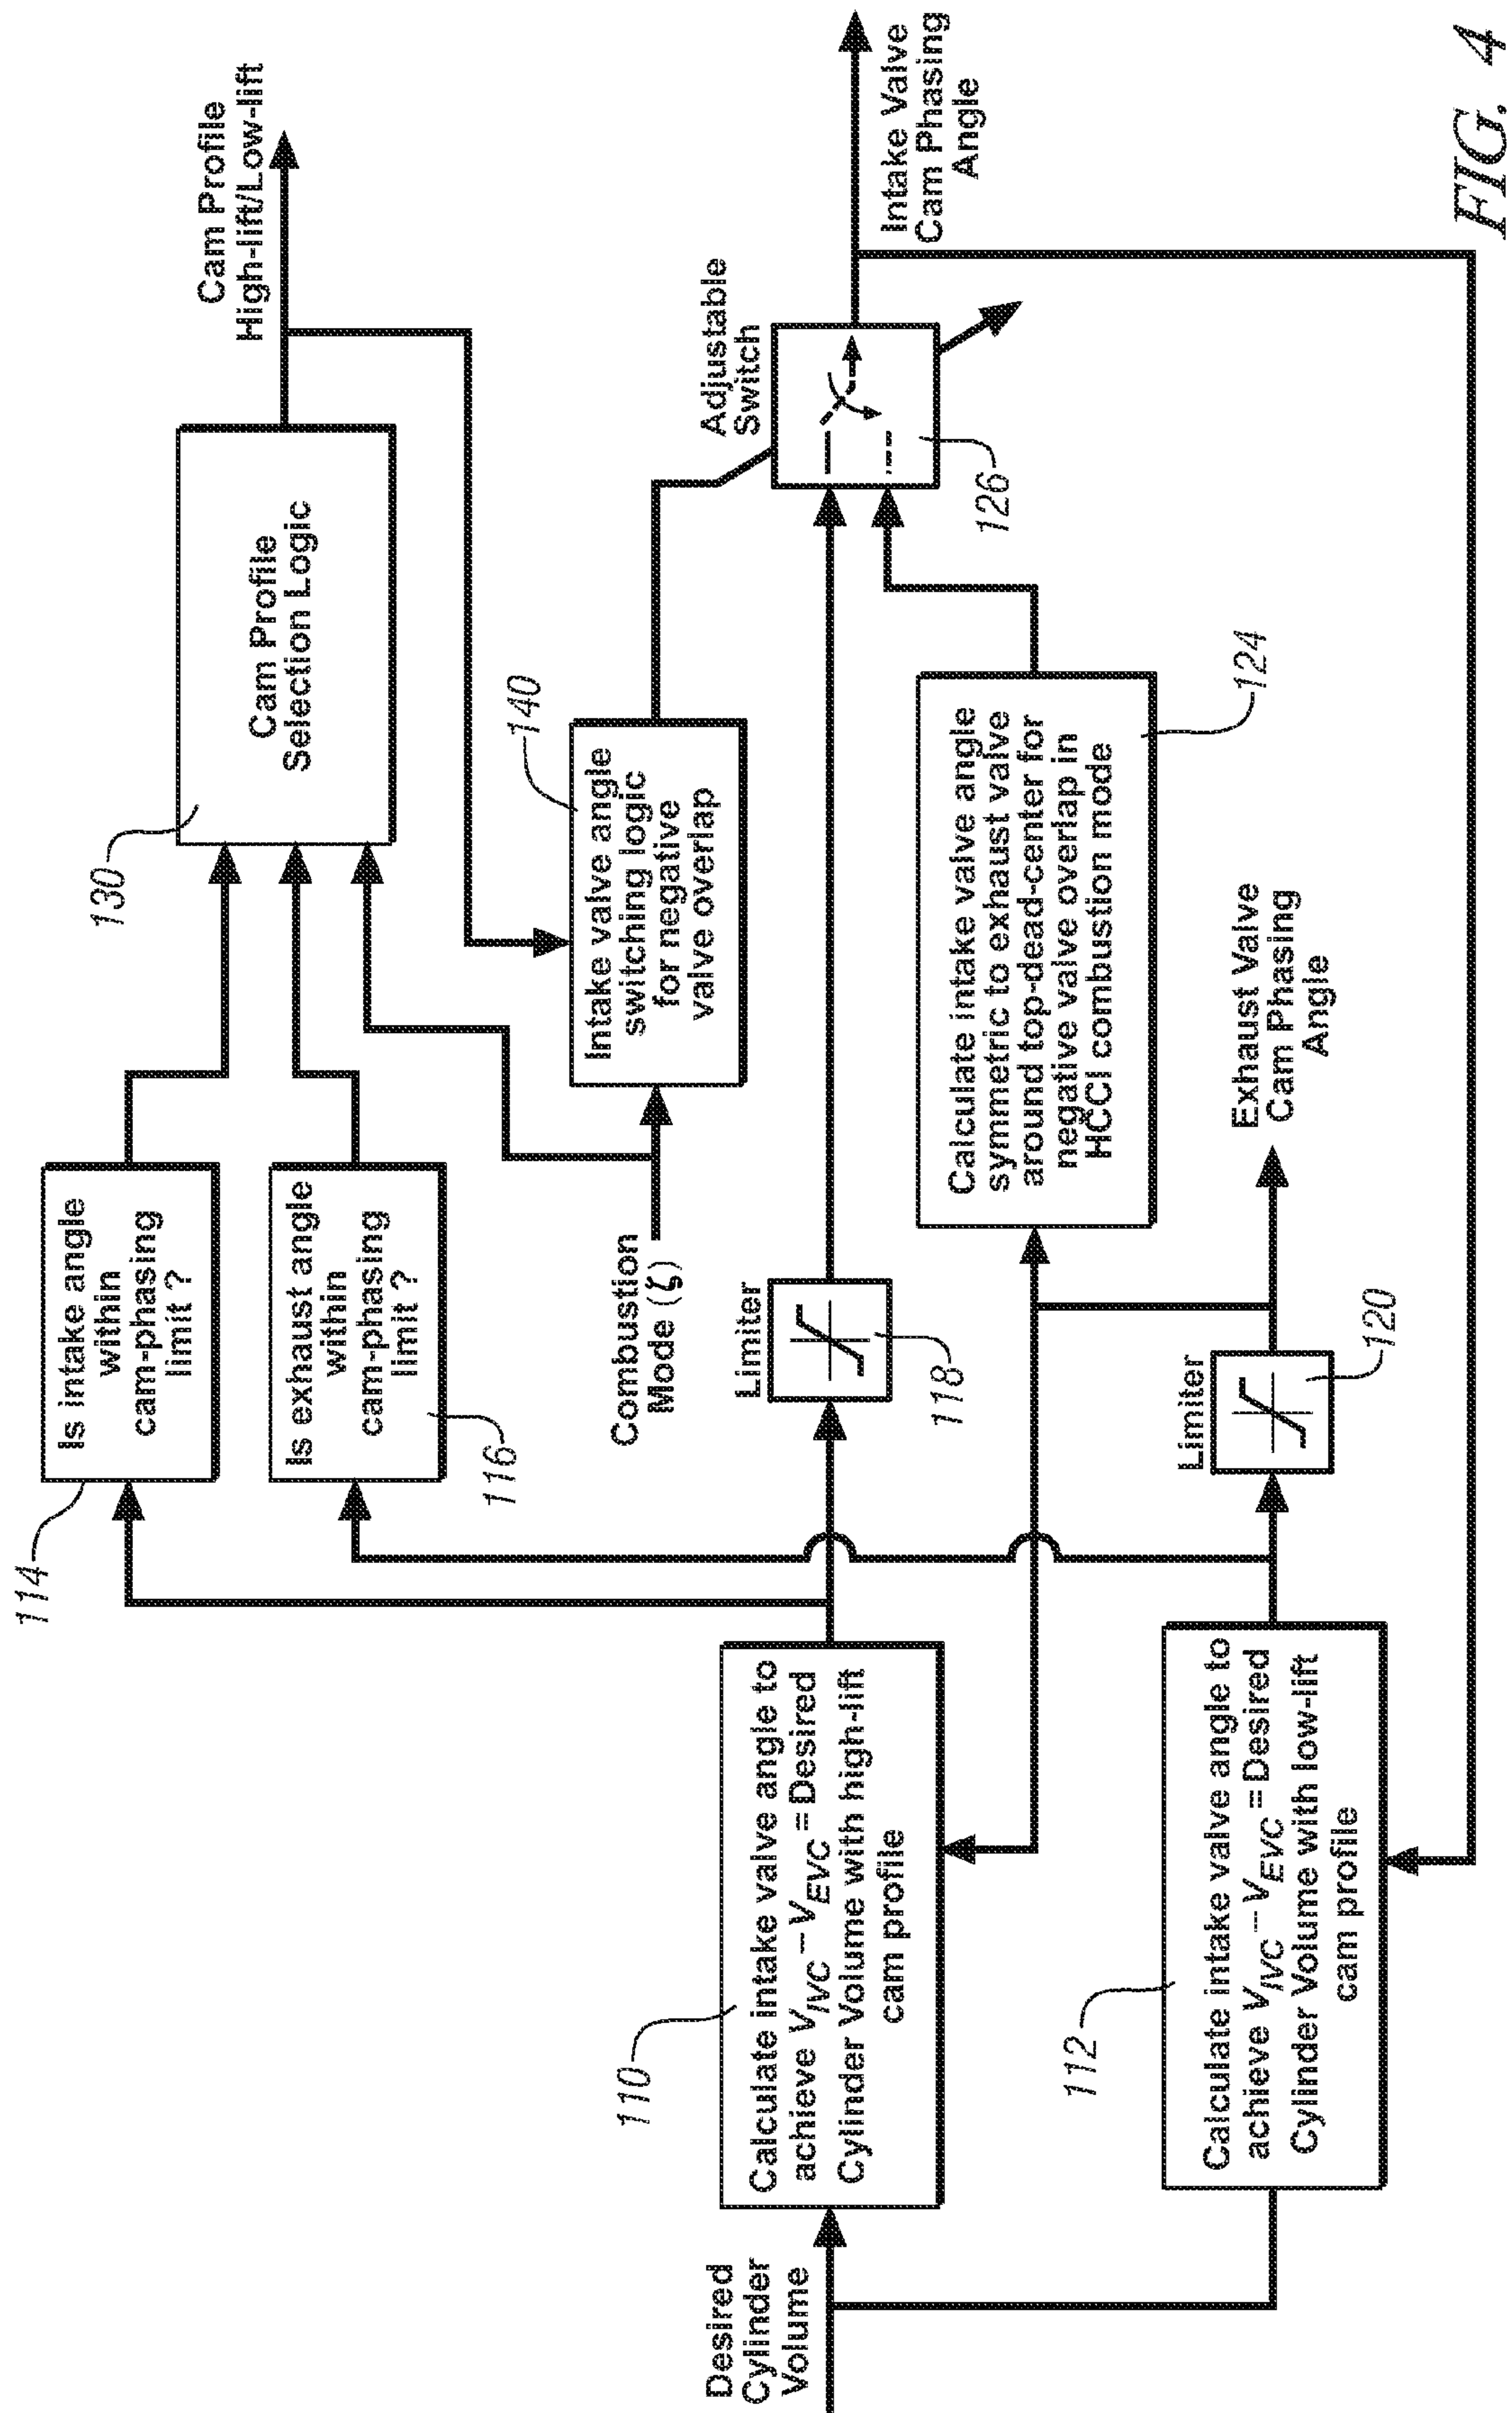 Cam Profile
High-lift/Low-lift
130
Cam Profile
Selection Logic
114
Is intake angle
within
cam-phasing
limit ?
Is exhaust angle
within
cam-phasing
limit ?
116
140
Intake valve angle
switching logic
for negative
valve overlap
Combustion
Mode (ζ)
Adjustable
Switch
126
Intake Valve
Cam Phasing
Angle
Limiter
118
Desired
Cylinder
Volume
110
Calculate intake valve angle to
achieve VIVC – VEVC = Desired
Cylinder Volume with high-lift
cam profile
Calculate intake valve angle
symmetric to exhaust valve
around top-dead-center for
negative valve overlap in
HCCI combustion mode
124
112
Calculate intake valve angle to
achieve VIVC – VEVC = Desired
Cylinder Volume with low-lift
cam profile
Limiter
120
Exhaust Valve
Cam Phasing
Angle
FIG. 4